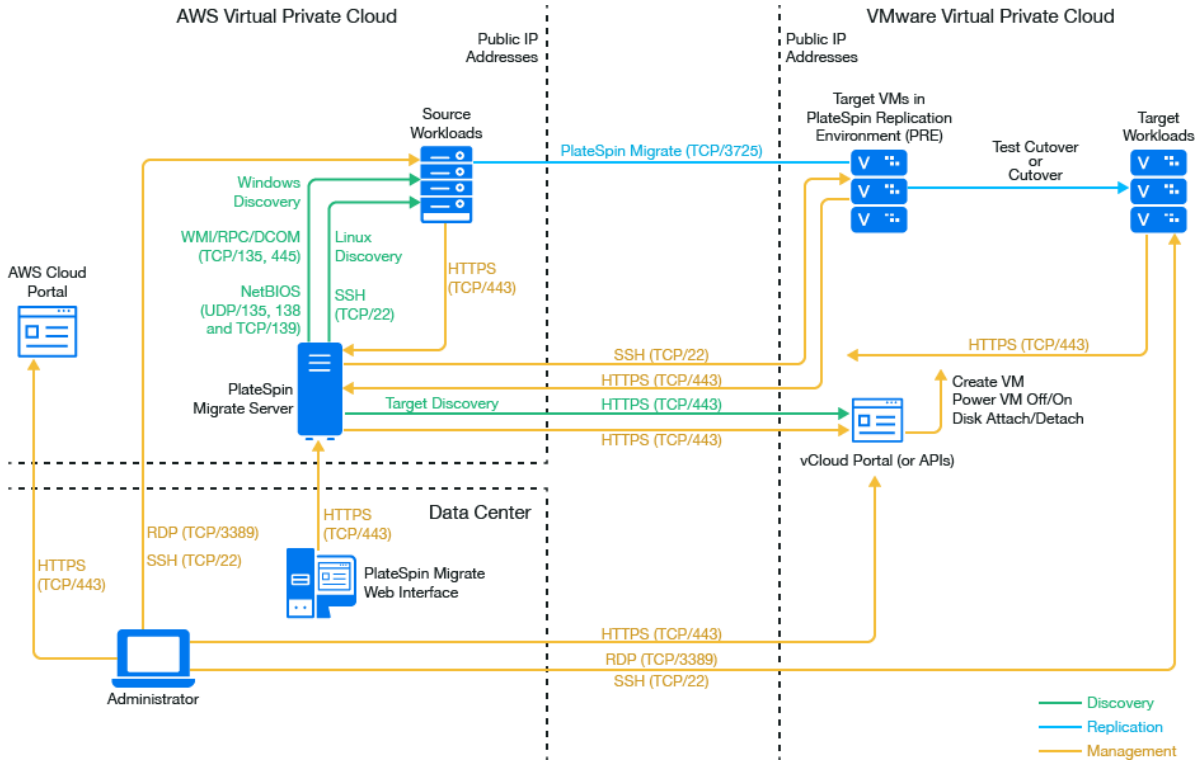 AWS Virtual Private Cloud
VMware Virtual Private Cloud
Public IP
Addresses
Public IP
Addresses
Source
Workloads
Target VMs in
PlateSpin Replication
Environment (PRE)
Target
Workloads
PlateSpin Migrate (TCP/3725)
Test Cutover
or
Cutover
Windows
Discovery
WMI/RPC/DCOM
(TCP/135, 445)
Linux
Discovery
NetBIOS
(UDP/135, 138
and TCP/139)
SSH
(TCP/22)
HTTPS
(TCP/443)
AWS Cloud
Portal
PlateSpin
Migrate Server
SSH (TCP/22)
HTTPS (TCP/443)
HTTPS (TCP/443)
Target Discovery
HTTPS (TCP/443)
HTTPS (TCP/443)
Create VM
Power VM Off/On
Disk Attach/Detach
vCloud Portal (or APIs)
Data Center
HTTPS
(TCP/443)
RDP (TCP/3389)
SSH (TCP/22)
HTTPS
(TCP/443)
PlateSpin Migrate
Web Interface
HTTPS (TCP/443)
RDP (TCP/3389)
SSH (TCP/22)
Administrator
Discovery
Replication
Management